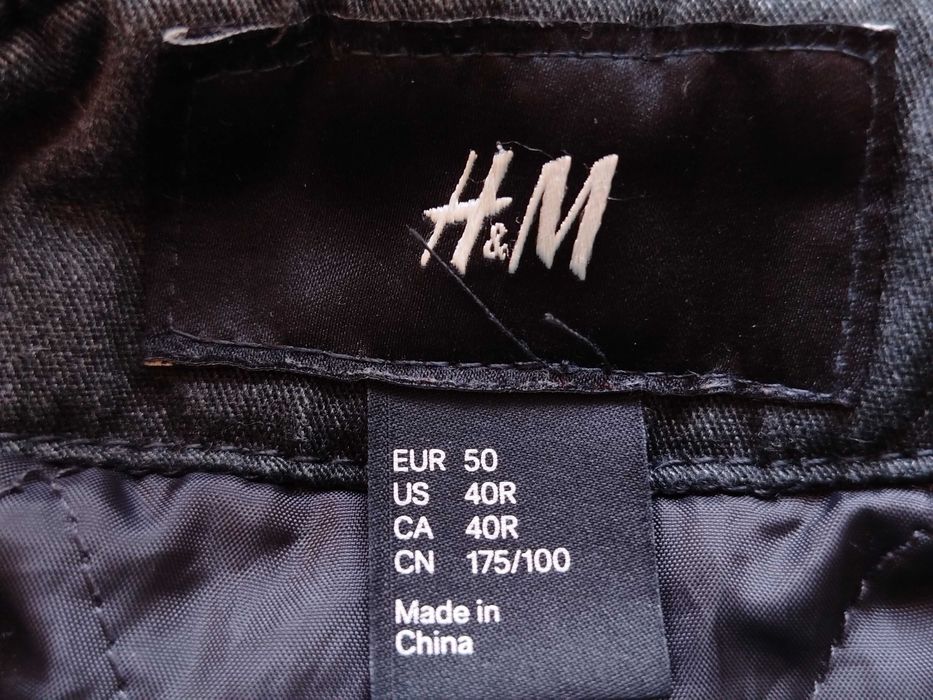 H&M
EUR 50
US 40R
CA 40R
CN 175/100
Made in
China